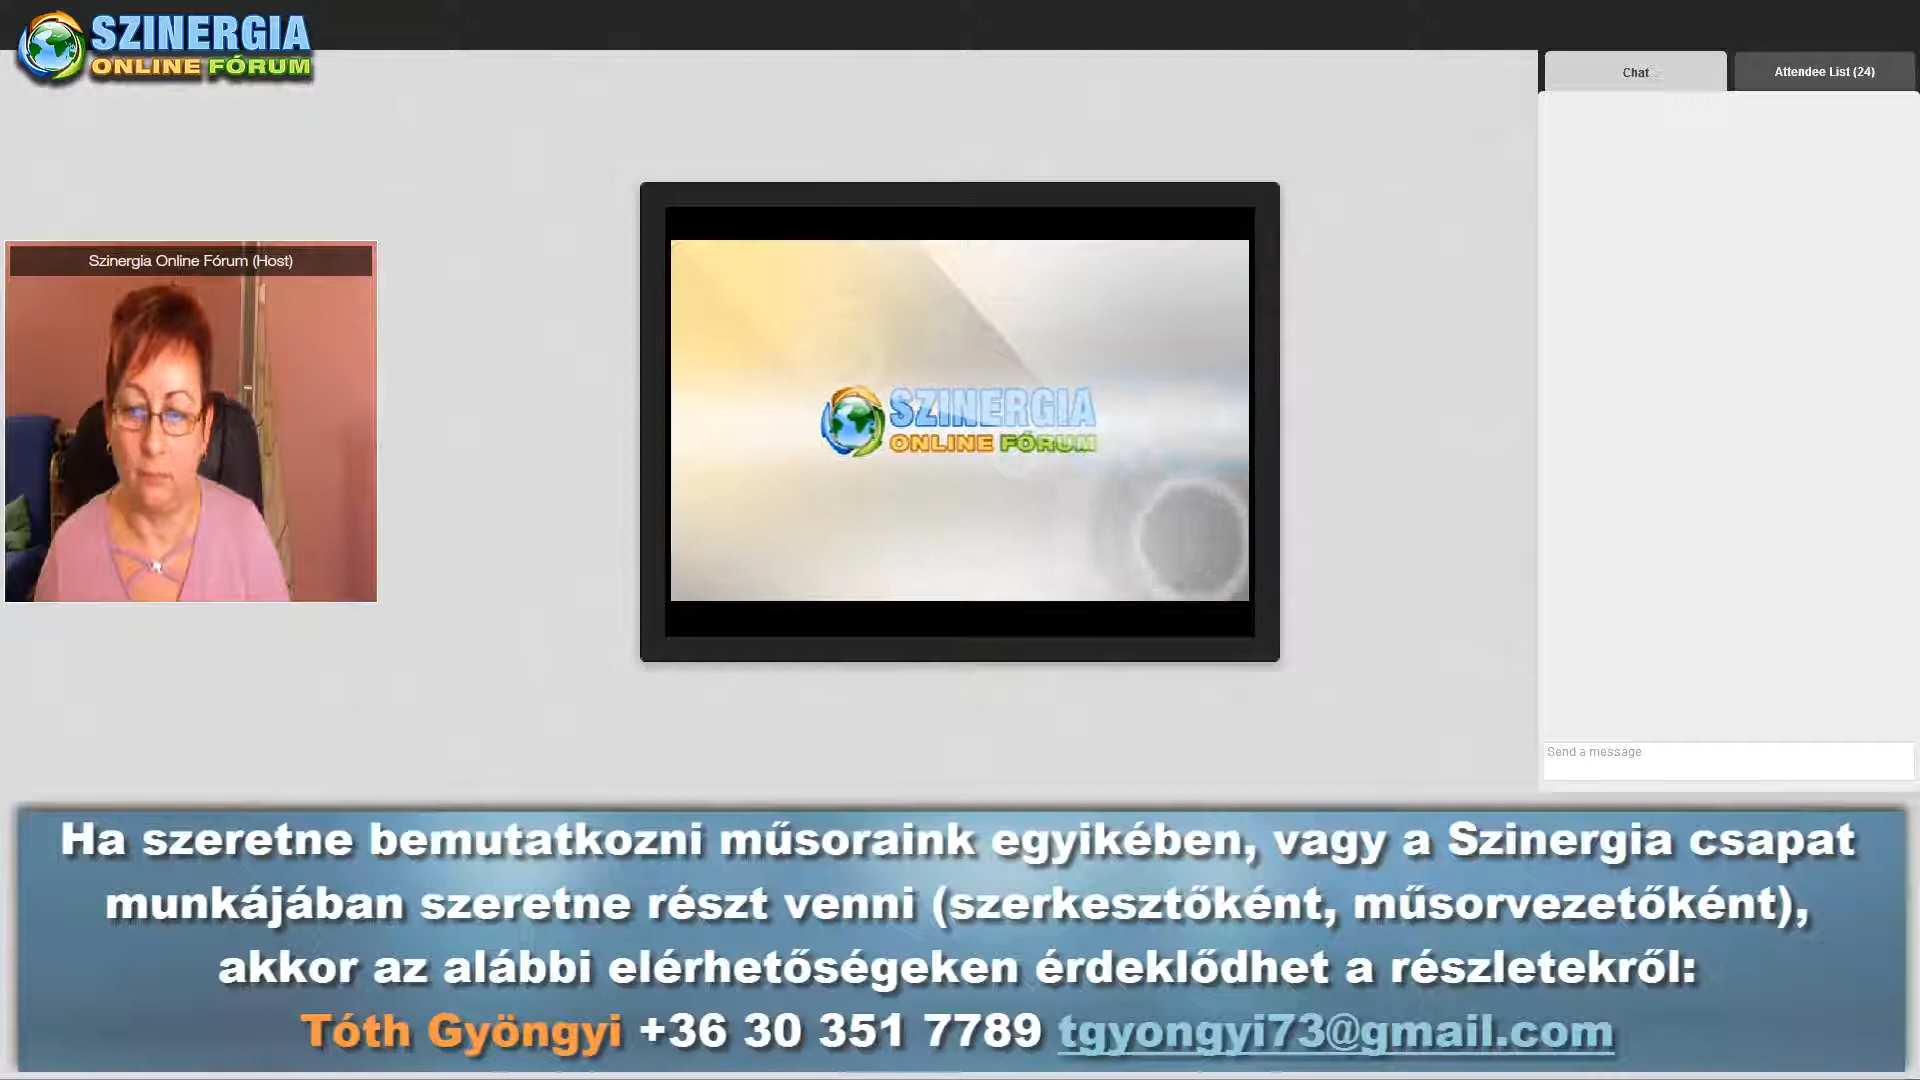 SZINERGIA
ONLINE FÓRUM
Chat
Attendee List (24)
Szinergia Online Fórum (Host)
SZINERGIA
ONLINE FÓRUM
Send a message
Ha szeretne bemutatkozni műsoraink egyikében, vagy a Szinergia csapat
munkájában szeretne részt venni (szerkesztőként, műsorvezetőként),
akkor az alábbi elérhetőségeken érdeklődhet a részletekről:
Tóth Gyöngyi +36 30 351 7789 tgyongyi73@gmail.com